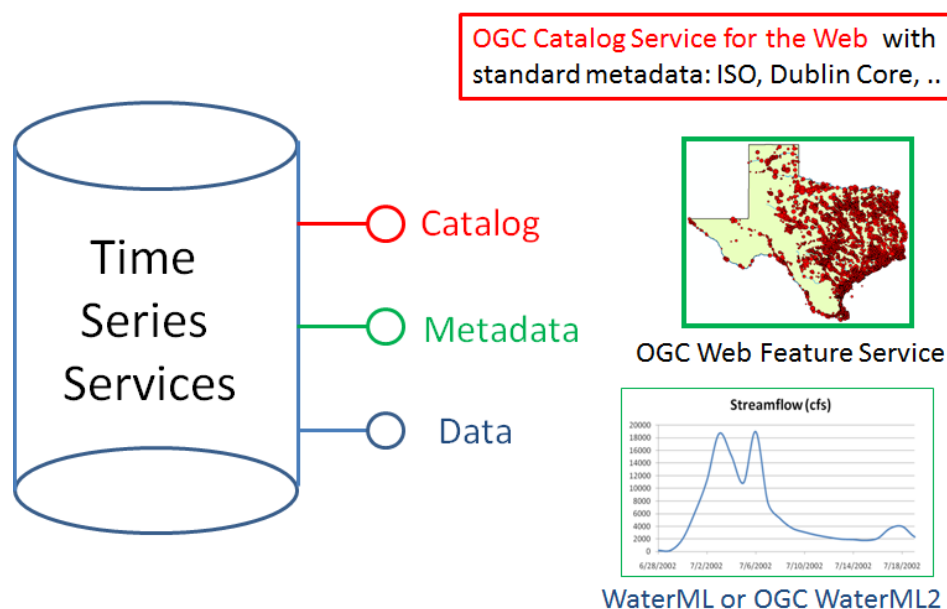 OGC Catalog Service for the Web with
standard metadata: ISO, Dublin Core, ..
Time
Series
Services
Catalog
Metadata
Data
OGC Web Feature Service
Streamflow (cfs)
20000
18000
16000
14000
12000
10000
8000
6000
4000
2000
0
6/28/2002 7/2/2002 7/6/2002 7/10/2002 7/14/2002 7/18/2002
WaterML or OGC WaterML2